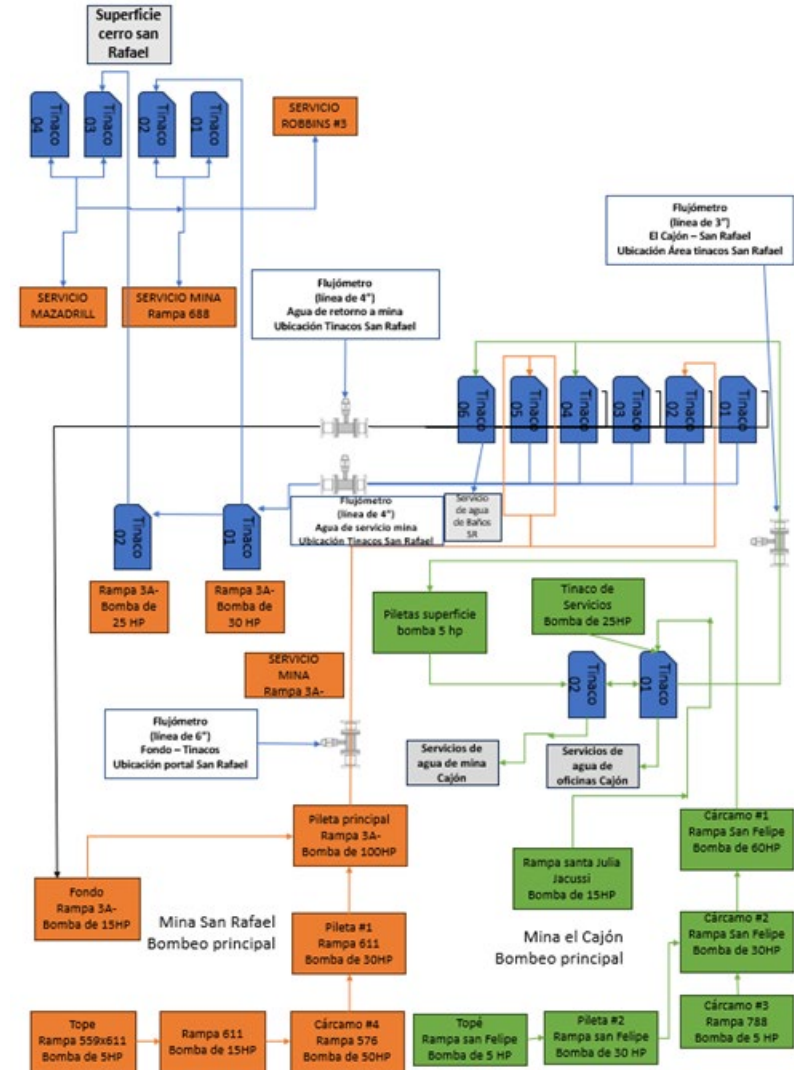 Superficie
cerro san
Rafael
Tinaco
04
Tinaco
03
Tinaco
02
Tinaco
01
SERVICIO
ROBBINS #3
Flujómetro
(línea de 3”)
El Cajón – San Rafael
Ubicación Área tinacos San Rafael
SERVICIO
MAZADRILL
SERVICIO MINA
Rampa 688
Flujómetro
(línea de 4”)
Agua de retorno a mina
Ubicación Tinacos San Rafael
Tinaco
06
Tinaco
05
Tinaco
04
Tinaco
03
Tinaco
02
Tinaco
01
Tinaco
02
Tinaco
01
Flujómetro
(línea de 4”)
Agua de servicio mina
Ubicación Tinacos San Rafael
Servicio
de agua
de Baños
SR
Rampa 3A-
Bomba de
25 HP
Rampa 3A-
Bomba de
30 HP
Piletas superficie
bomba 5 hp
Tinaco de
Servicios
Bomba de 25HP
SERVICIO
MINA
Rampa 3A-
Tinaco
02
Tinaco
01
Flujómetro
(línea de 6”)
Fondo – Tinacos
Ubicación portal San Rafael
Servicios de
agua de mina
Cajón
Servicios de
agua de
oficinas Cajón
Pileta principal
Rampa 3A-
Bomba de 100HP
Cárcamo #1
Rampa San Felipe
Bomba de 60HP
Rampa santa Julia
Jacussi
Bomba de 15HP
Fondo
Rampa 3A-
Bomba de 15HP
Mina San Rafael
Bombeo principal
Pileta #1
Rampa 611
Bomba de 30HP
Mina el Cajón
Bombeo principal
Cárcamo #2
Rampa San Felipe
Bomba de 30HP
Tope
Rampa 559x611
Bomba de 5HP
Rampa 611
Bomba de 15HP
Cárcamo #4
Rampa 576
Bomba de 50HP
Topé
Rampa san Felipe
Bomba de 5 HP
Pileta #2
Rampa san Felipe
Bomba de 30 HP
Cárcamo #3
Rampa 788
Bomba de 5 HP